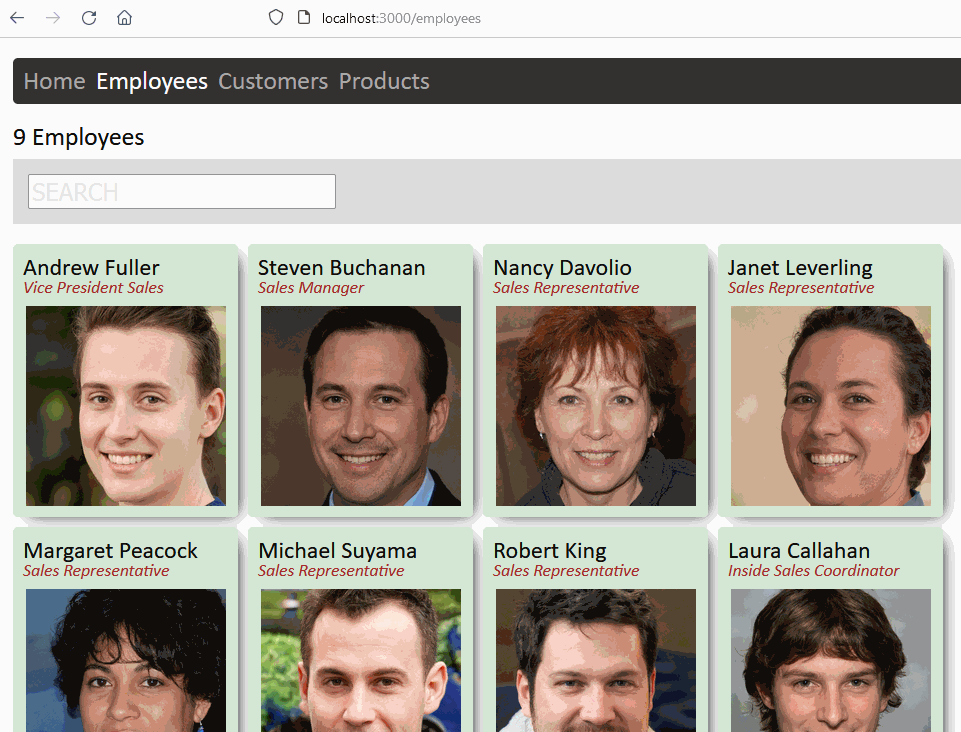 localhost:3000/employees
Home Employees Customers Products
9 Employees
SEARCH
Andrew Fuller
Vice President Sales
Steven Buchanan
Sales Manager
Nancy Davolio
Sales Representative
Janet Leverling
Sales Representative
Margaret Peacock
Sales Representative
Michael Suyama
Sales Representative
Robert King
Sales Representative
Laura Callahan
Inside Sales Coordinator